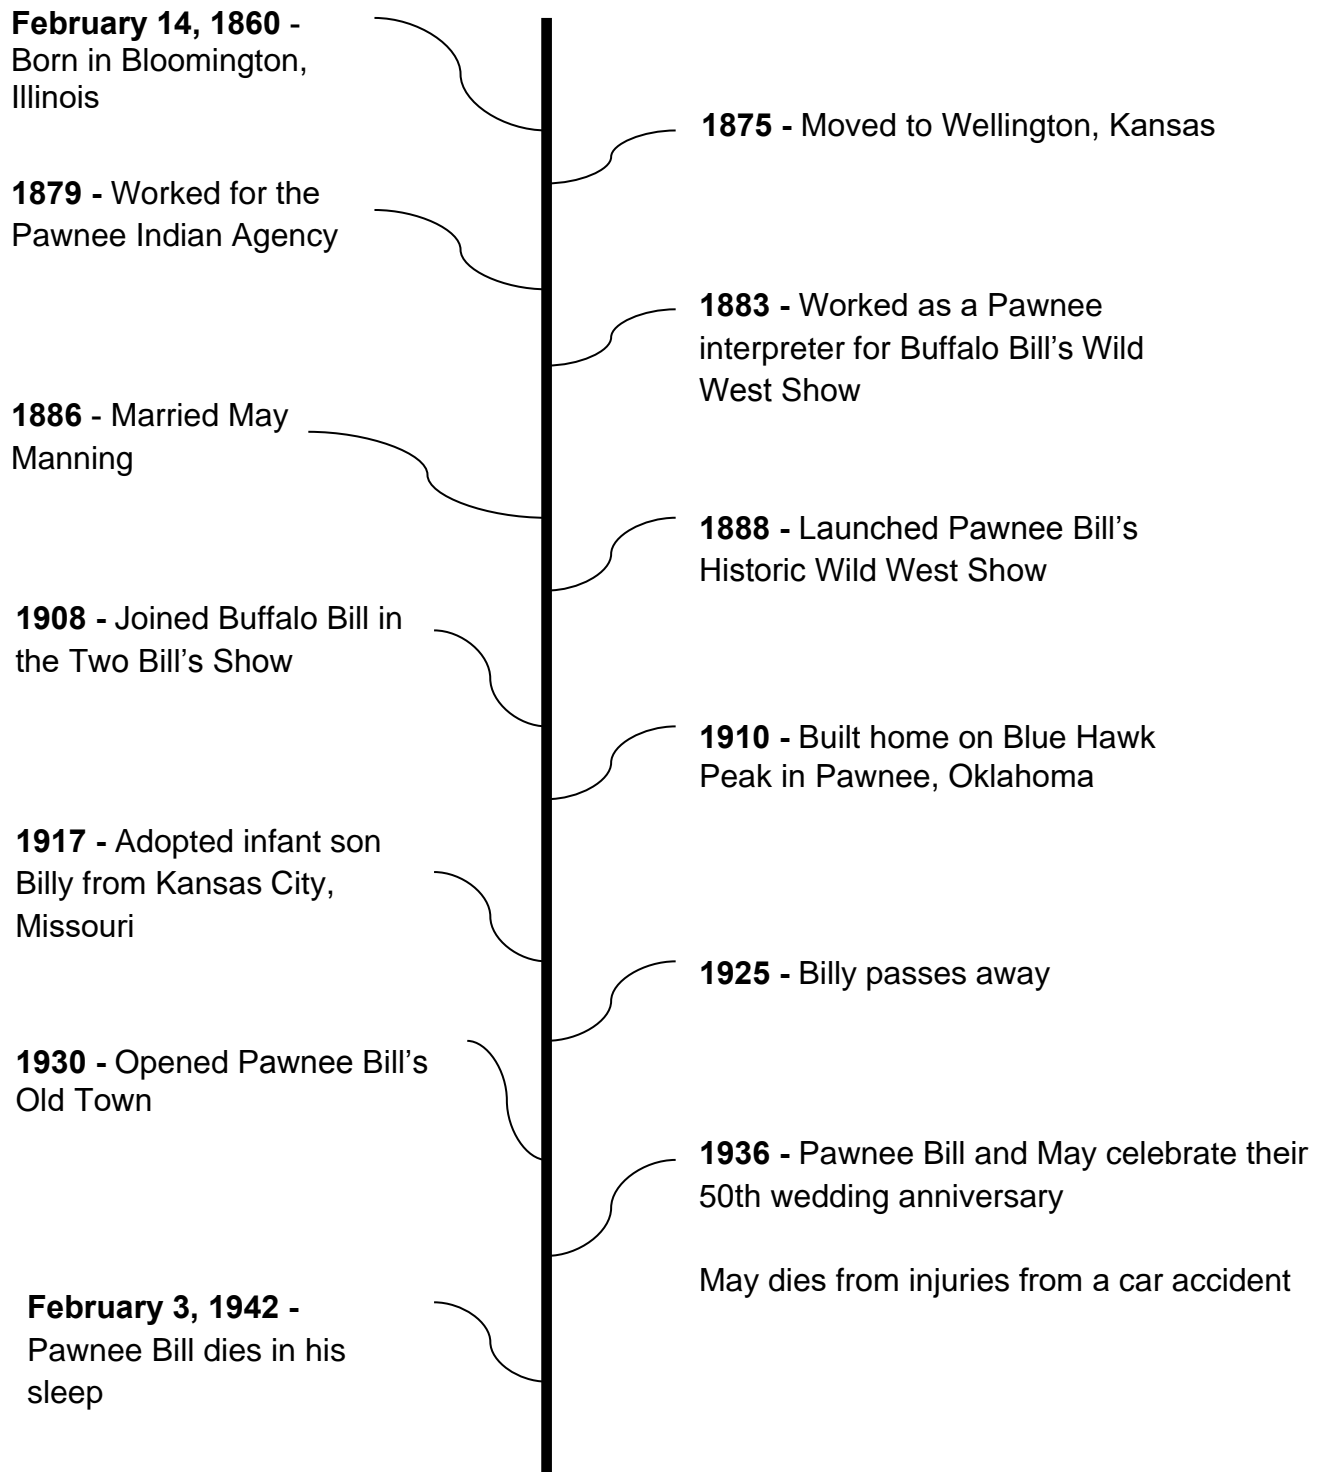 February 14, 1860 -
Born in Bloomington,
Illinois
1875 - Moved to Wellington, Kansas
1879 - Worked for the
Pawnee Indian Agency
1883 - Worked as a Pawnee
interpreter for Buffalo Bill’s Wild
West Show
1886 - Married May
Manning
1888 - Launched Pawnee Bill’s
Historic Wild West Show
1908 - Joined Buffalo Bill in
the Two Bill’s Show
1910 - Built home on Blue Hawk
Peak in Pawnee, Oklahoma
1917 - Adopted infant son
Billy from Kansas City,
Missouri
1925 - Billy passes away
1930 - Opened Pawnee Bill’s
Old Town
1936 - Pawnee Bill and May celebrate their
50th wedding anniversary
May dies from injuries from a car accident
February 3, 1942 -
Pawnee Bill dies in his
sleep